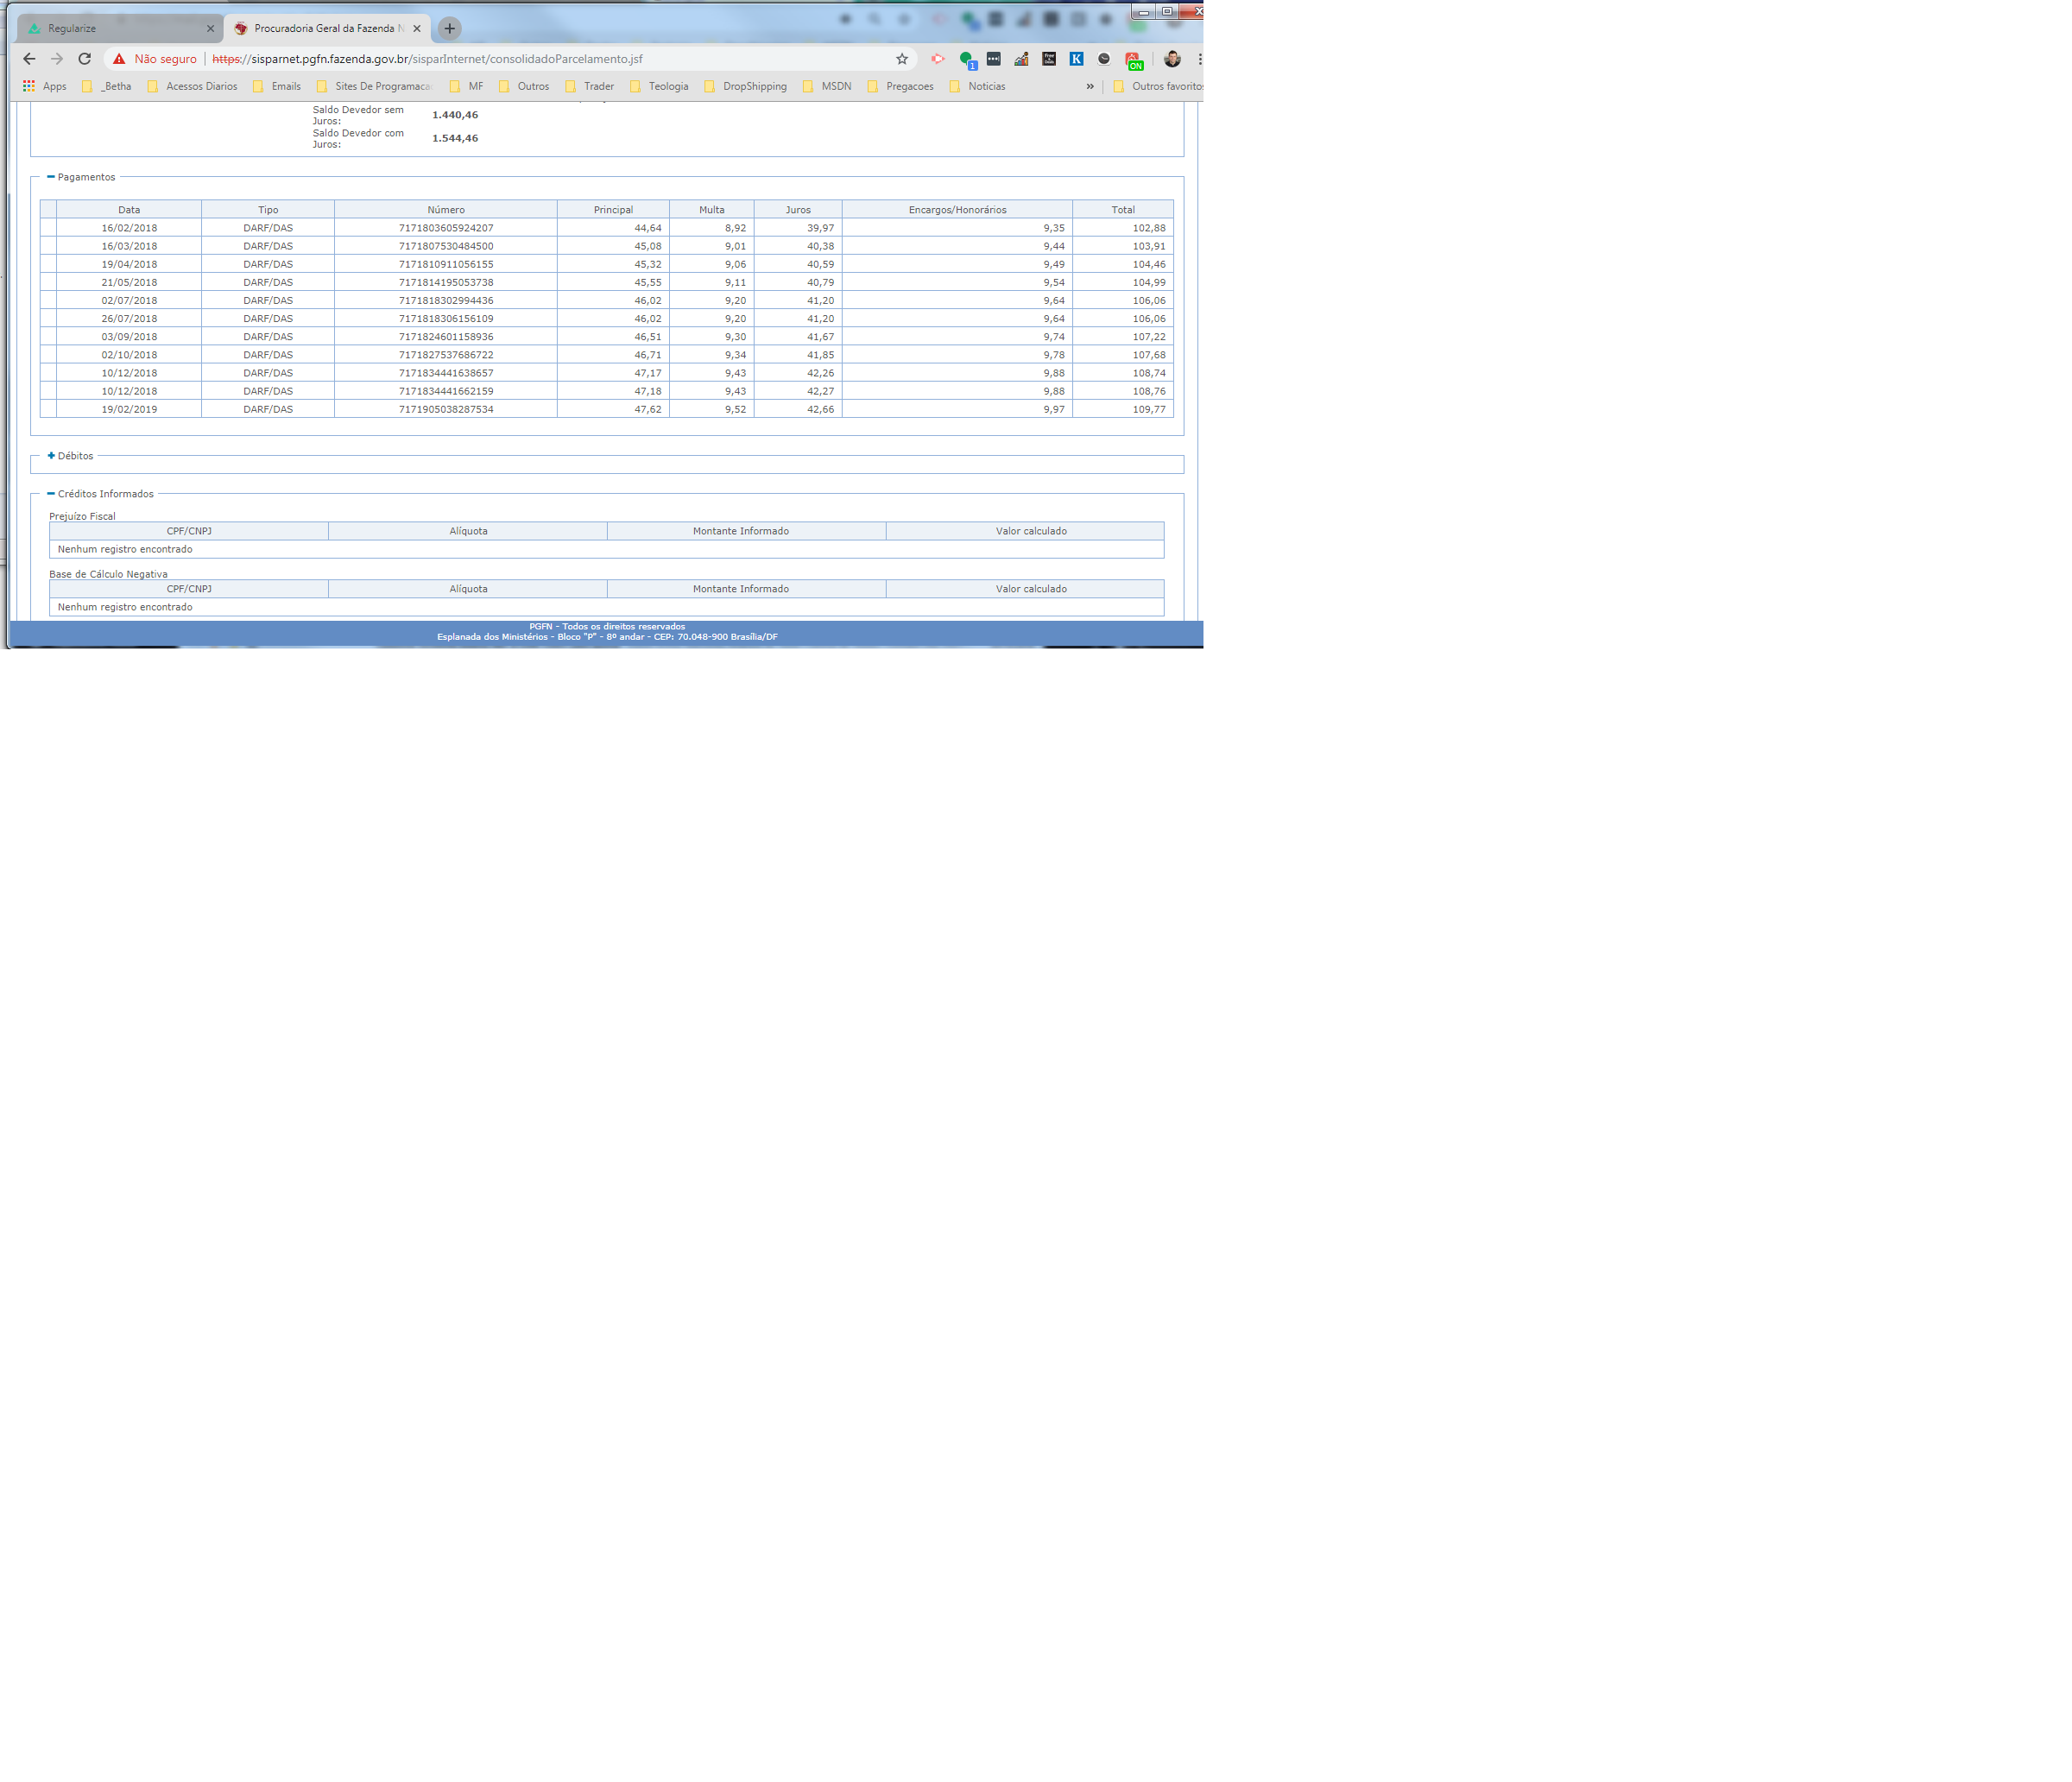 Regularize
Procuradoria Geral da Fazenda N
Não seguro https://sisparnet.pgfn.fazenda.gov.br/sisparInternet/consolidadoParcelamento.jsf
1
K
ON
Apps _Betha Acessos Diarios Emails Sites De Programaca MF Outros Trader Teologia DropShipping MSDN Pregacoes Noticias » Outros favoritos
Saldo Devedor sem
Juros: 1.440,46
Saldo Devedor com
Juros: 1.544,46
Pagamentos
Data Tipo Número Principal Multa Juros Encargos/Honorários Total
16/02/2018 DARF/DAS 7171803605924207 44,64 8,92 39,97 9,35 102,88
16/03/2018 DARF/DAS 7171807530484500 45,08 9,01 40,38 9,44 103,91
19/04/2018 DARF/DAS 7171810911056155 45,32 9,06 40,59 9,49 104,46
21/05/2018 DARF/DAS 7171814195053738 45,55 9,11 40,79 9,54 104,99
02/07/2018 DARF/DAS 7171818302994436 46,02 9,20 41,20 9,64 106,06
26/07/2018 DARF/DAS 7171818306156109 46,02 9,20 41,20 9,64 106,06
03/09/2018 DARF/DAS 7171824601158936 46,51 9,30 41,67 9,74 107,22
02/10/2018 DARF/DAS 7171827537686722 46,71 9,34 41,85 9,78 107,68
10/12/2018 DARF/DAS 7171834441638657 47,17 9,43 42,26 9,88 108,74
10/12/2018 DARF/DAS 7171834441662159 47,18 9,43 42,27 9,88 108,76
19/02/2019 DARF/DAS 7171905038287534 47,62 9,52 42,66 9,97 109,77
Débitos
Créditos Informados
Prejuízo Fiscal
CPF/CNPJ Alíquota Montante Informado Valor calculado
Nenhum registro encontrado
Base de Cálculo Negativa
CPF/CNPJ Alíquota Montante Informado Valor calculado
Nenhum registro encontrado
PGFN - Todos os direitos reservados
Esplanada dos Ministérios - Bloco "P" - 8º andar - CEP: 70.048-900 Brasília/DF